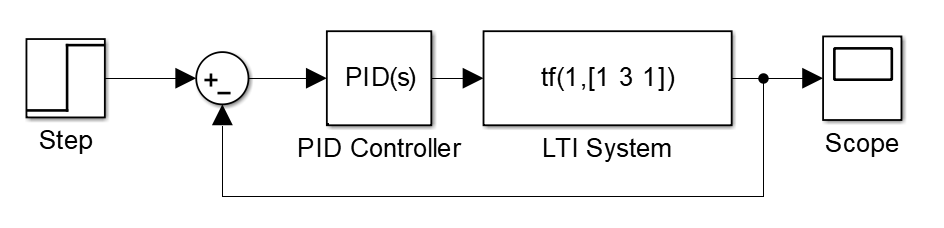 PID(s)
tf(1,[1 3 1])
+
−
Step
PID Controller
LTI System
Scope